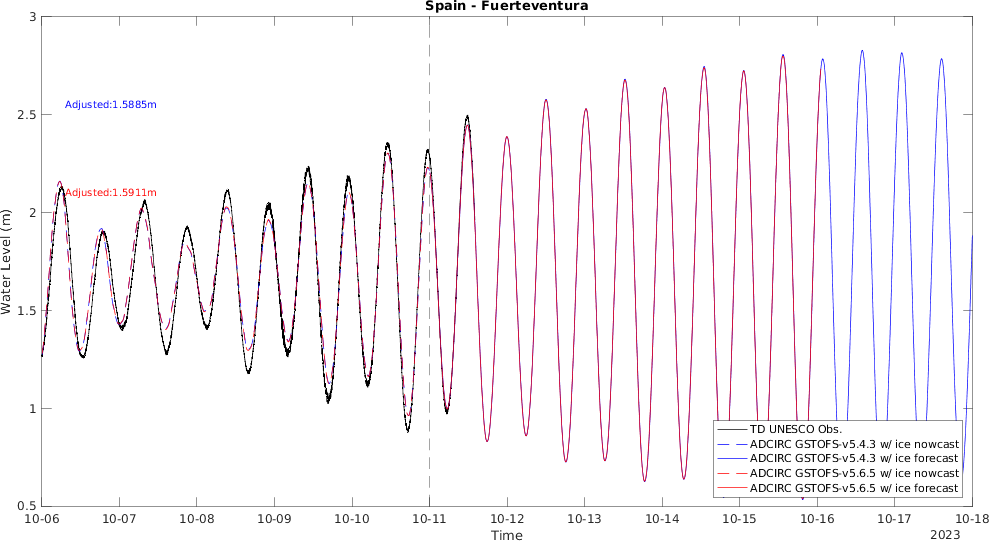 Spain - Fuerteventura
3
2.5
2
1.5
1
0.5
Water Level (m)
Adjusted:1.5885m
Adjusted:1.5911m
TD UNESCO Obs.
ADCIRC GSTOFS-v5.4.3 w/ ice nowcast
ADCIRC GSTOFS-v5.4.3 w/ ice forecast
ADCIRC GSTOFS-v5.6.5 w/ ice nowcast
ADCIRC GSTOFS-v5.6.5 w/ ice forecast
10-06 10-07 10-08 10-09 10-10 10-11 10-12 10-13 10-14 10-15 10-16 10-17 10-18
Time
2023